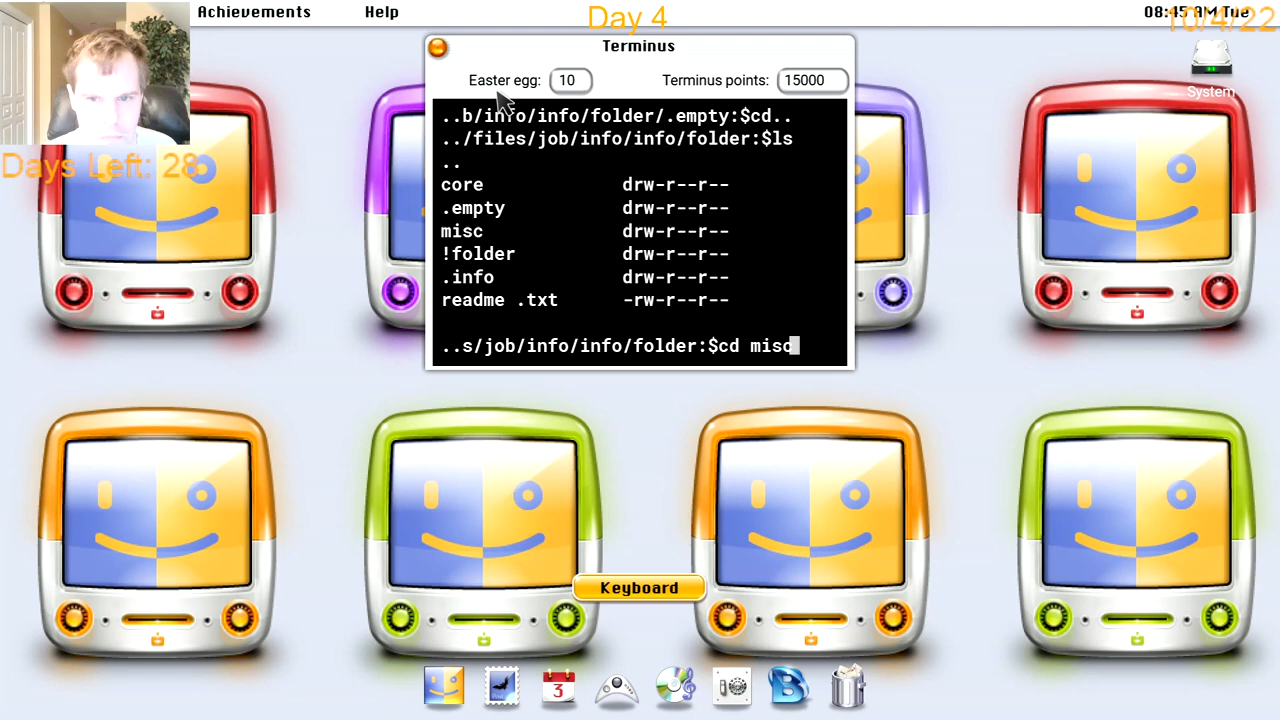 Achievements Help Day 4 08:45 AM Tue
10/4/22
Days Left: 28
System
Terminus
Easter egg: 10 Terminus points: 15000
..b/info/info/folder/.empty:$cd..
../files/job/info/info/folder:$ls
..
core drw-r--r--
.empty drw-r--r--
misc drw-r--r--
!folder drw-r--r--
.info drw-r--r--
readme .txt -rw-r--r--
..s/job/info/info/folder:$cd misc
Keyboard
3
B